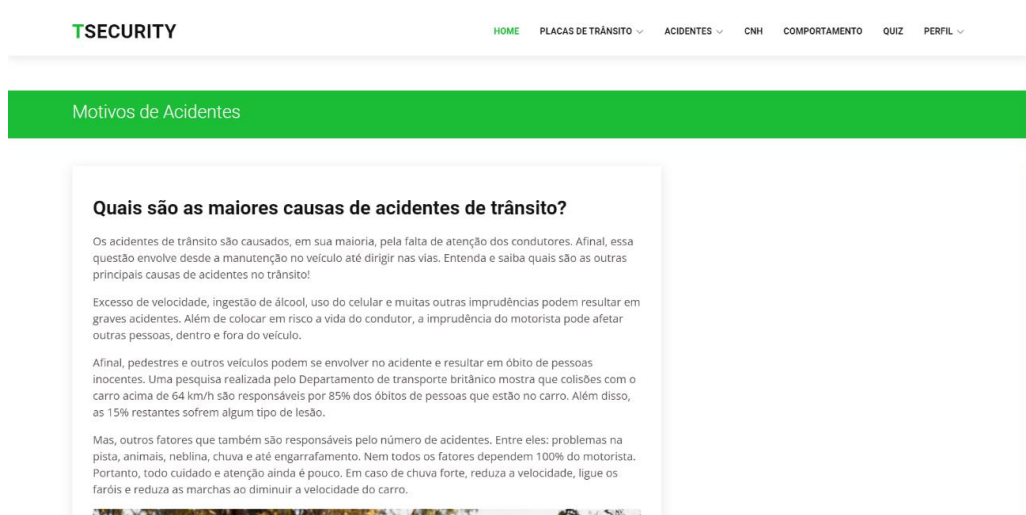 TSECURITY
HOME PLACAS DE TRÂNSITO ACIDENTES CNH COMPORTAMENTO QUIZ PERFIL
Motivos de Acidentes
Quais são as maiores causas de acidentes de trânsito?
Os acidentes de trânsito são causados, em sua maioria, pela falta de atenção dos condutores. Afinal, essa
questão envolve desde a manutenção no veículo até dirigir nas vias. Entenda e saiba quais são as outras
principais causas de acidentes no trânsito!
Excesso de velocidade, ingestão de álcool, uso do celular e muitas outras imprudências podem resultar em
graves acidentes. Além de colocar em risco a vida do condutor, a imprudência do motorista pode afetar
outras pessoas, dentro e fora do veículo.
Afinal, pedestres e outros veículos podem se envolver no acidente e resultar em óbito de pessoas
inocentes. Uma pesquisa realizada pelo Departamento de transporte britânico mostra que colisões com o
carro acima de 64 km/h são responsáveis por 85% dos óbitos de pessoas que estão no carro. Além disso,
as 15% restantes sofrem algum tipo de lesão.
Mas, outros fatores que também são responsáveis pelo número de acidentes. Entre eles: problemas na
pista, animais, neblina, chuva e até engarrafamento. Nem todos os fatores dependem 100% do motorista.
Portanto, todo cuidado e atenção ainda é pouco. Em caso de chuva forte, reduza a velocidade, ligue os
faróis e reduza as marchas ao diminuir a velocidade do carro.